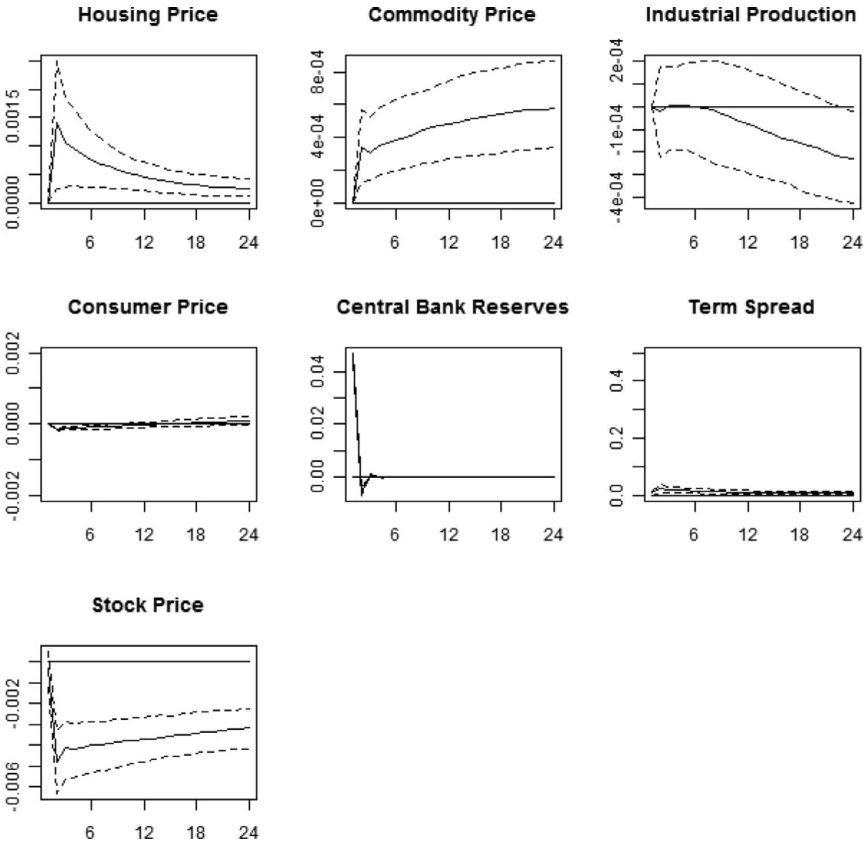 Housing Price Commodity Price Industrial Production
0.0015
0.0000
6 12 18 24
8e-04
4e-04
0e+00
6 12 18 24
2e-04
-1e-04
-4e-04
6 12 18 24
Consumer Price Central Bank Reserves Term Spread
0.002
0.000
-0.002
6 12 18 24
0.04
0.02
0.00
6 12 18 24
0.4
0.2
0.0
6 12 18 24
Stock Price
-0.002
-0.006
6 12 18 24